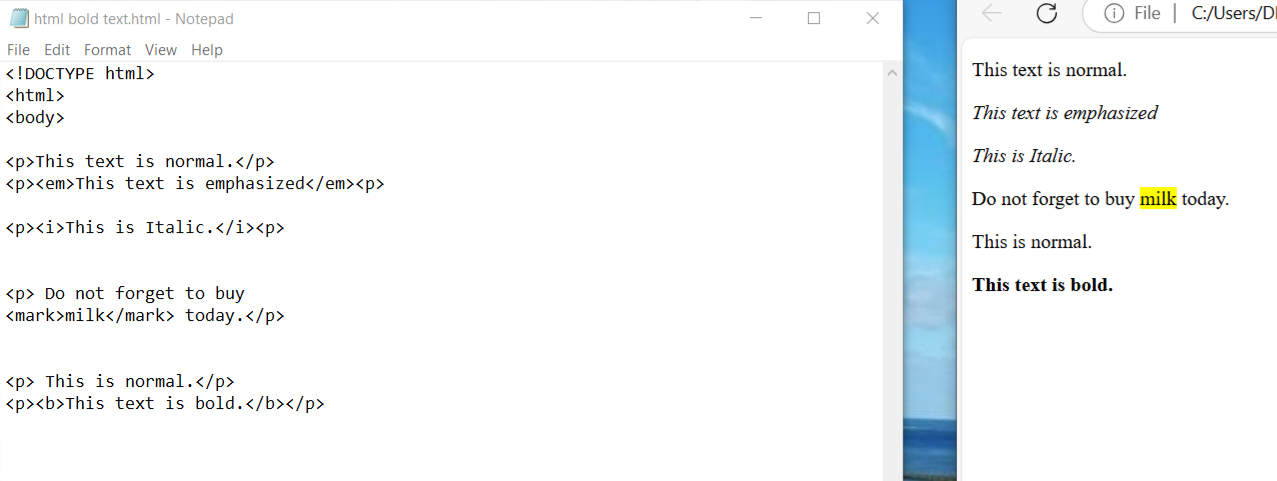 html bold text.html - Notepad
File Edit Format View Help
<!DOCTYPE html>
<html>
<body>
<p>This text is normal.</p>
<p><em>This text is emphasized</em><p>
<p><i>This is Italic.</i><p>
<p> Do not forget to buy
<mark>milk</mark> today.</p>
<p> This is normal.</p>
<p><b>This text is bold.</b></p>
File | C:/Users/
This text is normal.
This text is emphasized
This is Italic.
Do not forget to buy milk today.
This is normal.
This text is bold.